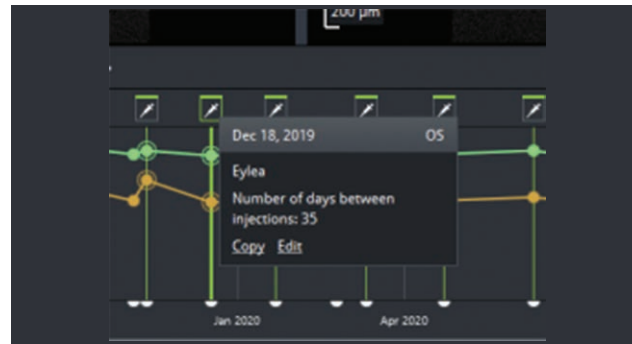 200 µm
Dec 18, 2019 OS
Eylea
Number of days between
injections: 35
Copy Edit
Jan 2020 Apr 2020